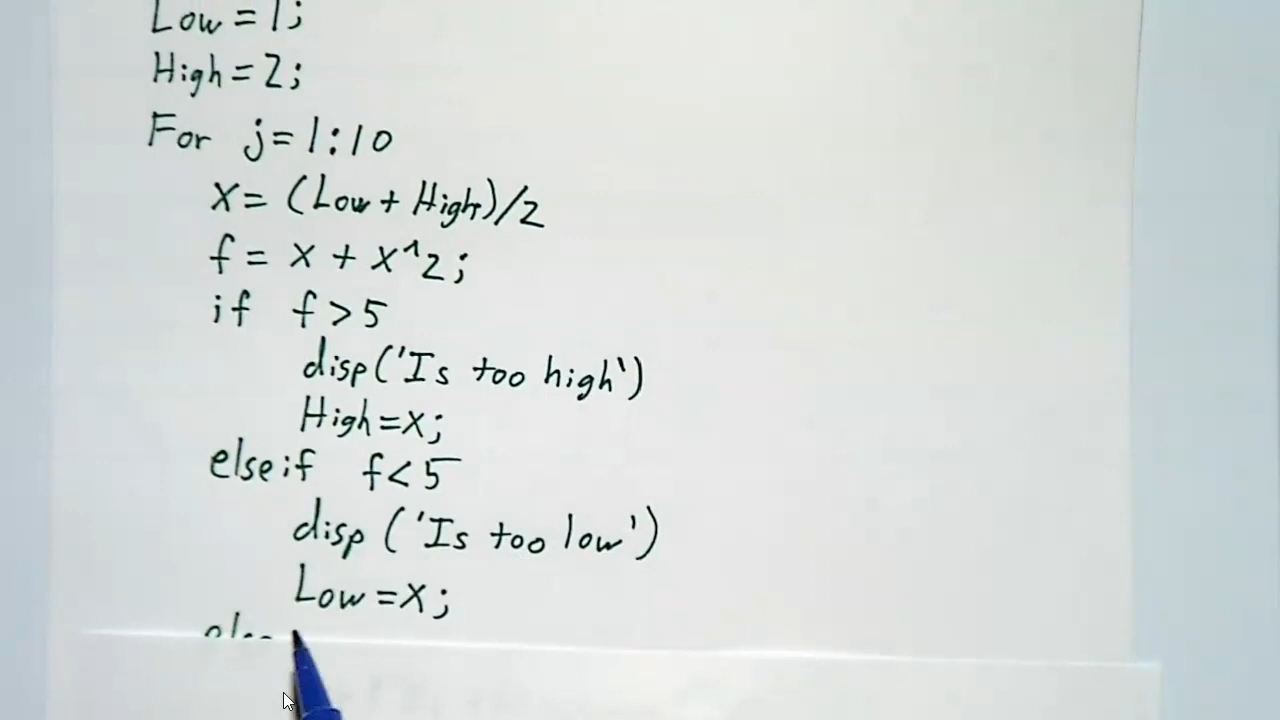 Low = 1;
High = 2;
For j = 1:10
x = (Low + High)/2
f = x + x^2;
if f > 5
disp('Is too high')
High = x;
elseif f < 5
disp ('Is too low')
Low = x;
else